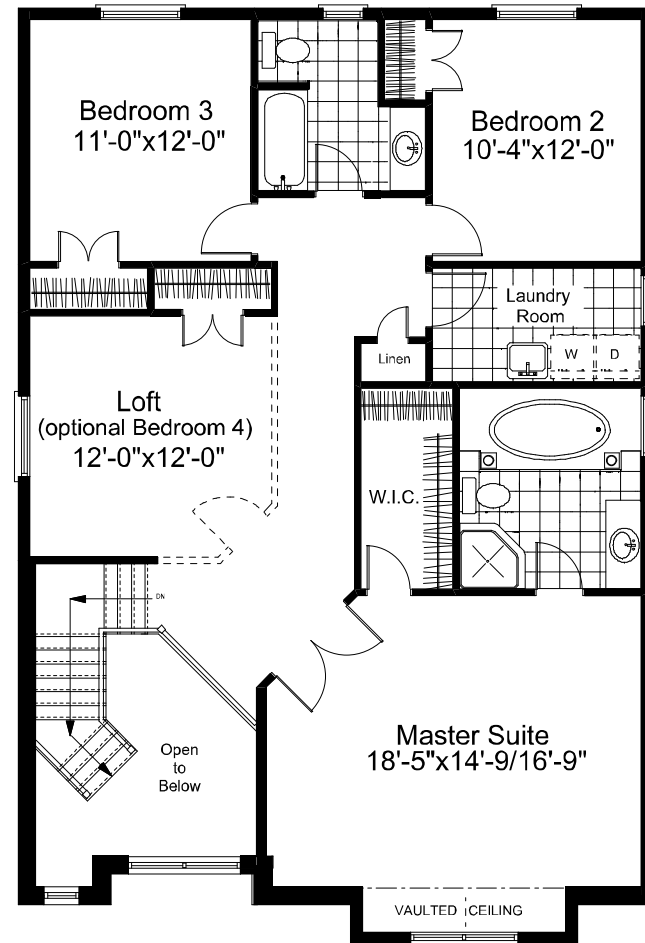 Bedroom 3
11'-0"x12'-0"
Bedroom 2
10'-4"x12'-0"
Laundry
Room
W
D
Linen
Loft
(optional Bedroom 4)
12'-0"x12'-0"
W.I.C.
DN
Open
to
Below
Master Suite
18'-5"x14'-9/16'-9"
VAULTED CEILING